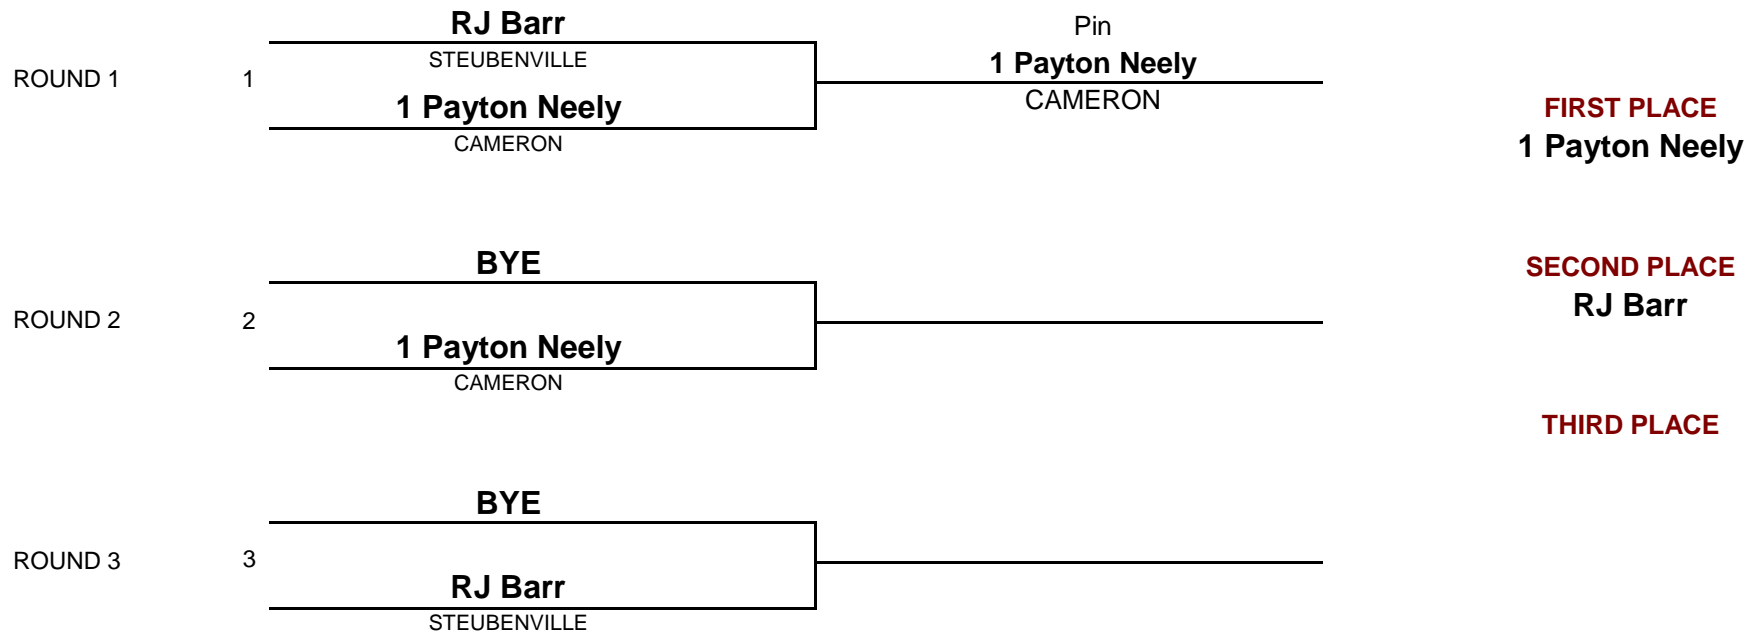 RJ Barr
STEUBENVILLE
ROUND 1
1
1 Payton Neely
CAMERON
Pin
1 Payton Neely
CAMERON
FIRST PLACE
1 Payton Neely
BYE
ROUND 2
2
1 Payton Neely
CAMERON
SECOND PLACE
RJ Barr
THIRD PLACE
BYE
ROUND 3
3
RJ Barr
STEUBENVILLE